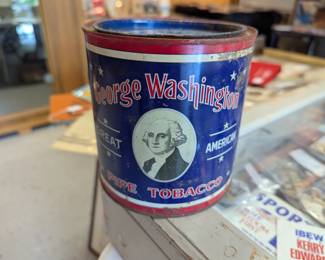 George Washington
GREAT
AMERICAN
PIPE TOBACCO
SPOR
IBEW
KERRY
EDWAR